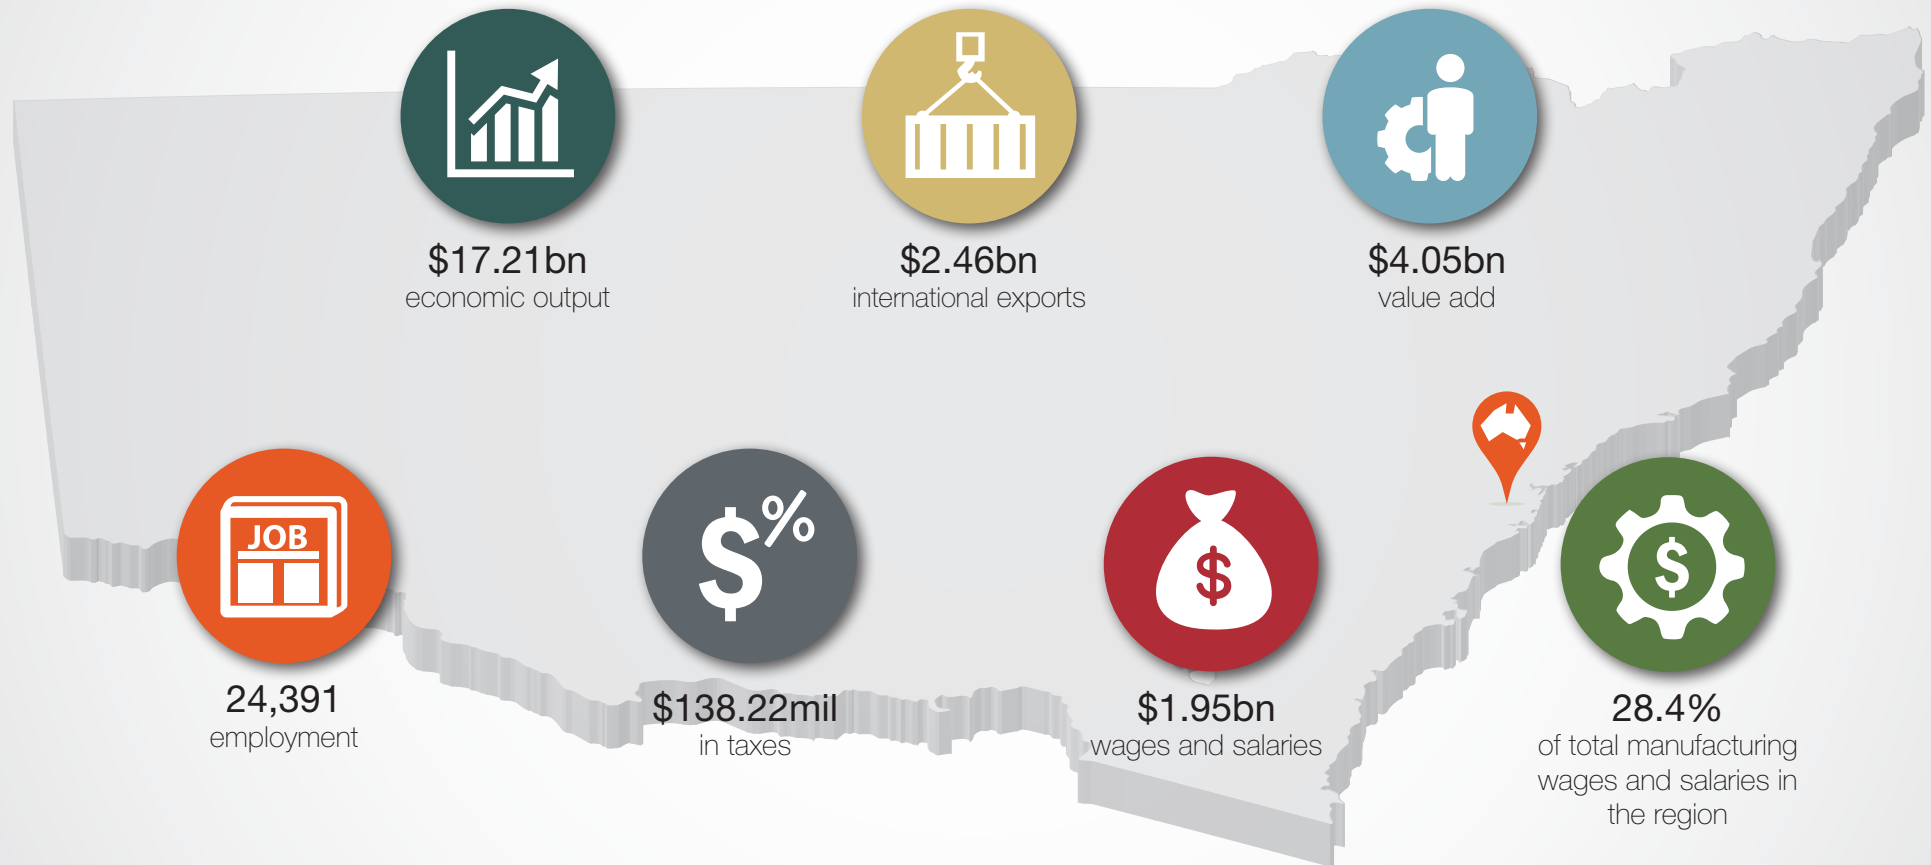 $17.21bn
economic output
$2.46bn
international exports
$4.05bn
value add
JOB
24,391
employment
$%
$138.22mil
in taxes
$
$1.95bn
wages and salaries
$
28.4%
of total manufacturing
wages and salaries in
the region